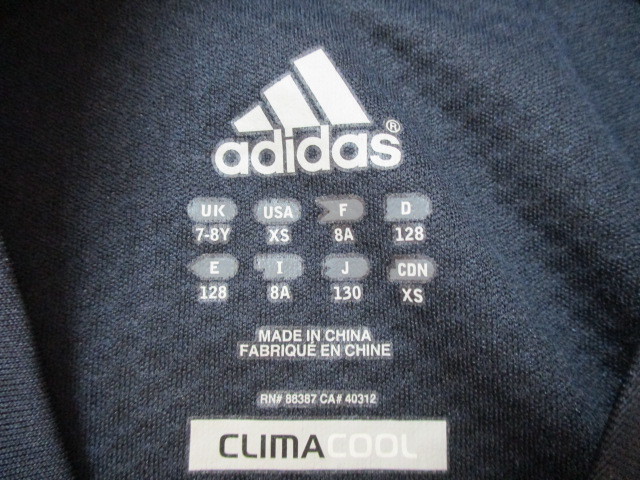 adidas®
UK USA F D
7-8Y XS 8A 128
E I J CDN
128 8A 130 XS
MADE IN CHINA
FABRIQUÉ EN CHINE
RN# 88387 CA# 40312
CLIMACOOL